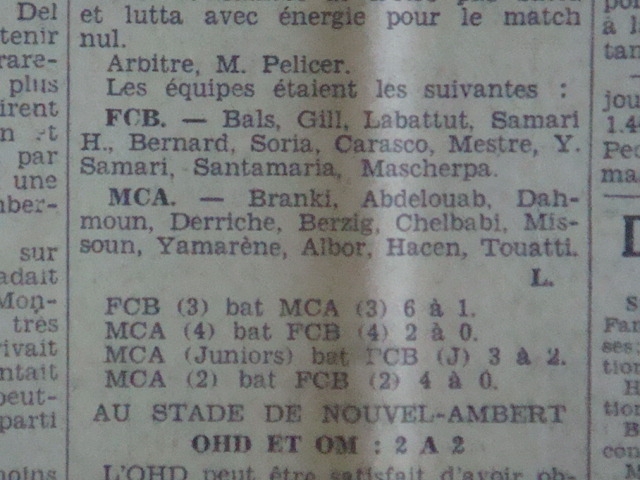 et lutta avec énergie pour le match
nul.
Arbitre, M. Pelicer.
Les équipes étaient les suivantes :
FCB. — Bals, Gill, Labattut, Samari
H., Bernard, Soria, Carasco, Mestre, Y.
Samari, Santamaria, Mascherpa.
MCA. — Branki, Abdelouab, Dah-
moun, Derriche, Berzig, Chelbabi, Mis-
soun, Yamarène, Albor, Hacen, Touatti.
L.
FCB (3) bat MCA (3) 6 à 1.
MCA (4) bat FCB (4) 2 à 0.
MCA (Juniors) bat FCB (J) 3 à 2.
MCA (2) bat FCB (2) 4 à 0.
AU STADE DE NOUVEL-AMBERT
OHD ET OM : 2 A 2
L'OHD peut être satisfait d'avoir ob-